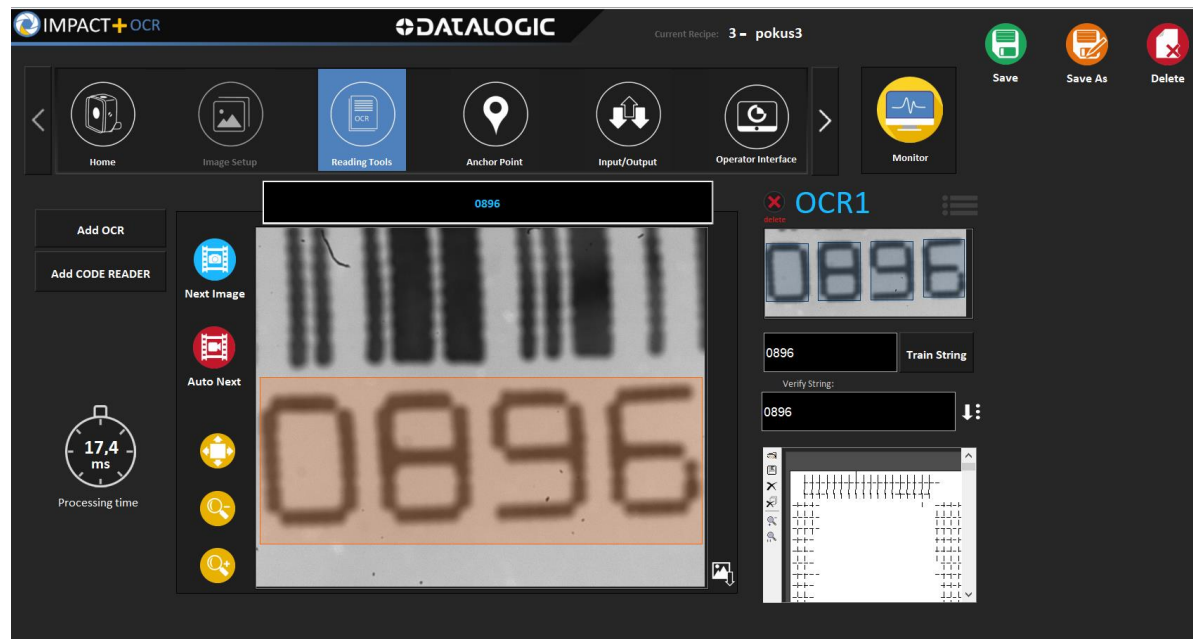 IMPACT+ OCR
DATALOGIC
Current Recipe: 3 - pokus3
Save
Save As
Delete
Home
Image Setup
OCR
Reading Tools
Anchor Point
Input/Output
Operator Interface
Monitor
0896
Add OCR
Add CODE READER
Next Image
Auto Next
17,4
ms
Processing time
0896
delete
OCR1
0896
0896
Train String
Verify String:
0896